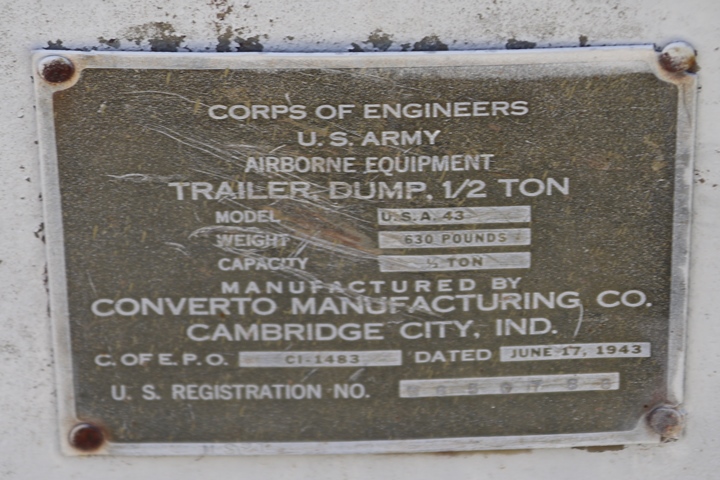 CORPS OF ENGINEERS
U.S. ARMY
AIRBORNE EQUIPMENT
TRAILER, DUMP, 1/2 TON
MODEL U.S.A. 43
WEIGHT 630 POUNDS
CAPACITY ½ TON
MANUFACTURED BY
CONVERTO MANUFACTURING CO.
CAMBRIDGE CITY, IND.
C. OF E. P. O. CI-1483 DATED JUNE 17, 1943
U. S. REGISTRATION NO.